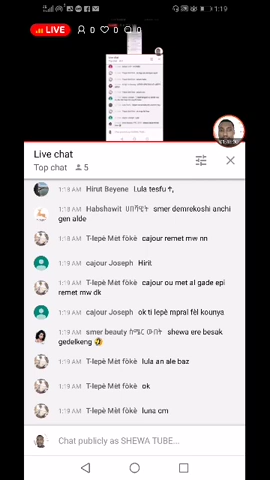 1:19
LIVE 0 0 0
Live chat
Top chat 5
1:18 AM Hirut Beyene Lula tesfu
1:18 AM Habshawit ሀበሻዊት smer demrekoshi anchi
gen alde
1:18 AM T-lepè Mèt fòkè cajour remet mw nn
1:18 AM cajour Joseph Hirit
1:19 AM T-lepè Mèt fòkè cajour ou met al gade epi
remet mw dk
1:19 AM cajour Joseph ok ti lepè mpral fèl kounya
1:19 AM smer beauty shewa ere besak
gedelkeng 🤣
1:19 AM T-lepè Mèt fòkè lula an ale baz
1:19 AM T-lepè Mèt fòkè ok
1:19 AM T-lepè Mèt fòkè luna cm
Chat publicly as SHEWA TUBE...